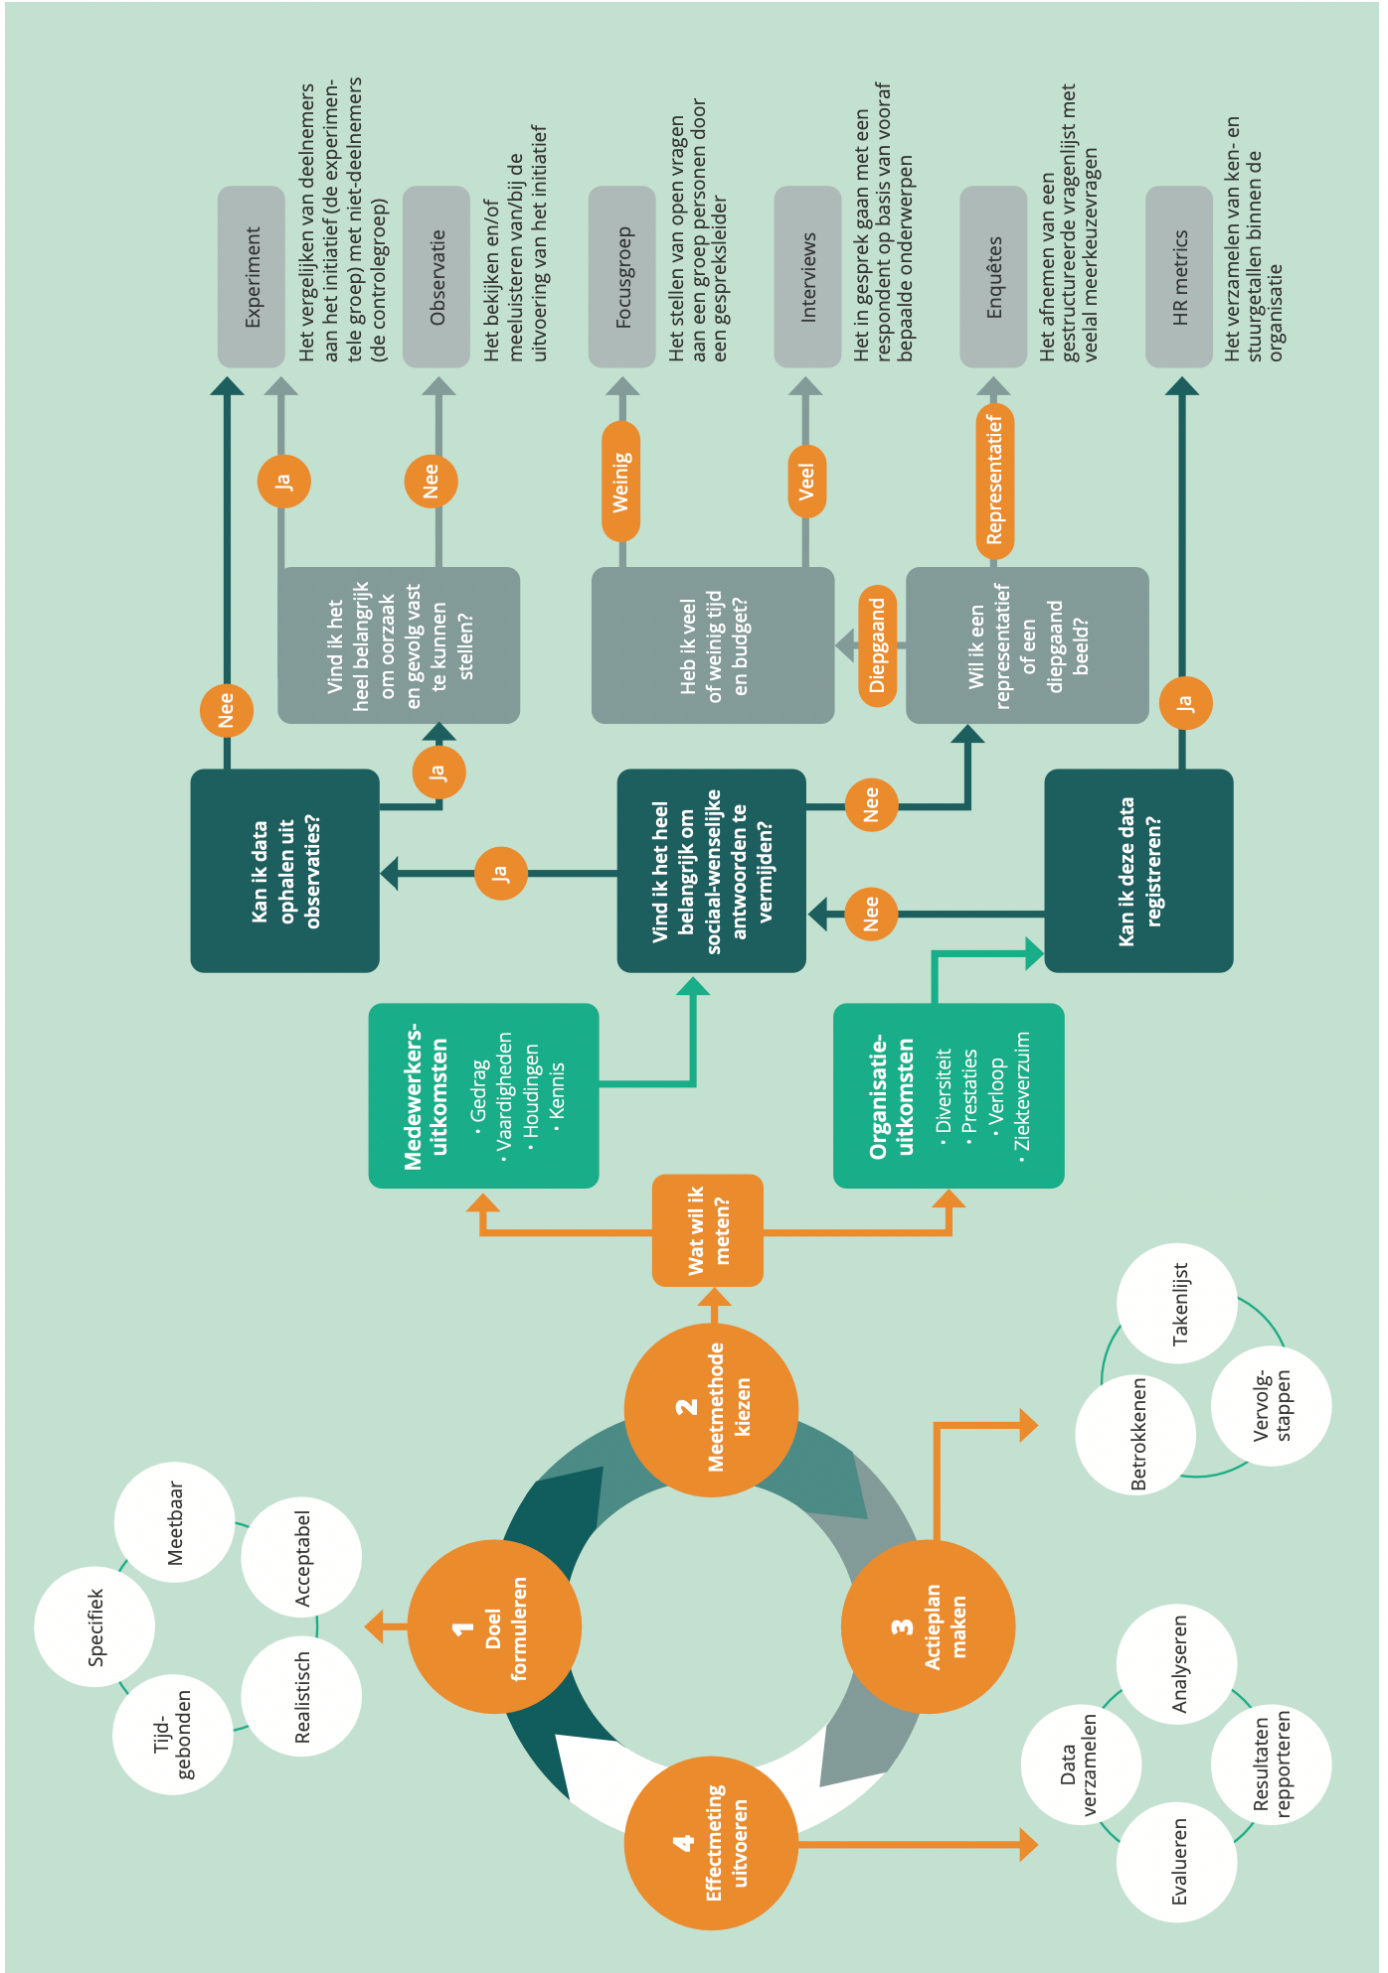 Specifiek
Meetbaar
Acceptabel
Realistisch
Tijd-
gebonden
1
Doel
formuleren
2
Meetmethode
kiezen
3
Actieplan
maken
4
Effectmeting
uitvoeren
Data
verzamelen
Analyseren
Resultaten
repporteren
Evalueren
Betrokkenen
Takenlijst
Vervolg-
stappen
Wat wil ik
meten?
Medewerkers-
uitkomsten
· Gedrag
· Vaardigheden
· Houdingen
· Kennis
Organisatie-
uitkomsten
· Diversiteit
· Prestaties
· Verloop
· Ziekteverzuim
Kan ik data
ophalen uit
observaties?
Nee
Ja
Ja
Vind ik het heel
belangrijk om
sociaal-wenselijke
antwoorden te
vermijden?
Nee
Nee
Kan ik deze data
registreren?
Ja
Vind ik het
heel belangrijk
om oorzaak
en gevolg vast
te kunnen
stellen?
Ja
Nee
Heb ik veel
of weinig tijd
en budget?
Weinig
Veel
Diepgaand
Wil ik een
representatief
of een
diepgaand
beeld?
Representatief
Experiment
Het vergelijken van deelnemers
aan het initiatief (de experimen-
tele groep) met niet-deelnemers
(de controlegroep)
Observatie
Het bekijken en/of
meeluisteren van/bij de
uitvoering van het initiatief
Focusgroep
Het stellen van open vragen
aan een groep personen door
een gespreksleider
Interviews
Het in gesprek gaan met een
respondent op basis van vooraf
bepaalde onderwerpen
Enquêtes
Het afnemen van een
gestructureerde vragenlijst met
veelal meerkeuzevragen
HR metrics
Het verzamelen van ken- en
stuurgetallen binnen de
organisatie